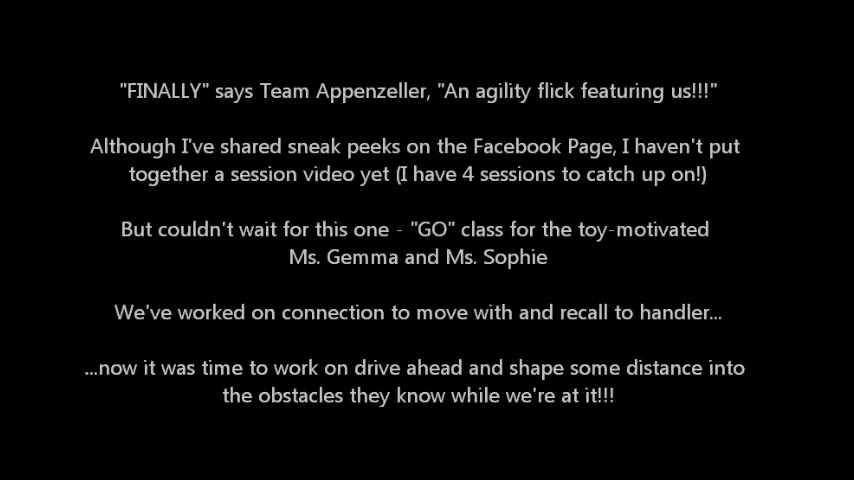 "FINALLY" says Team Appenzeller, "An agility flick featuring us!!!"
Although I've shared sneak peeks on the Facebook Page, I haven't put
together a session video yet (I have 4 sessions to catch up on!)
But couldn't wait for this one - "GO" class for the toy-motivated
Ms. Gemma and Ms. Sophie
We've worked on connection to move with and recall to handler...
...now it was time to work on drive ahead and shape some distance into
the obstacles they know while we're at it!!!